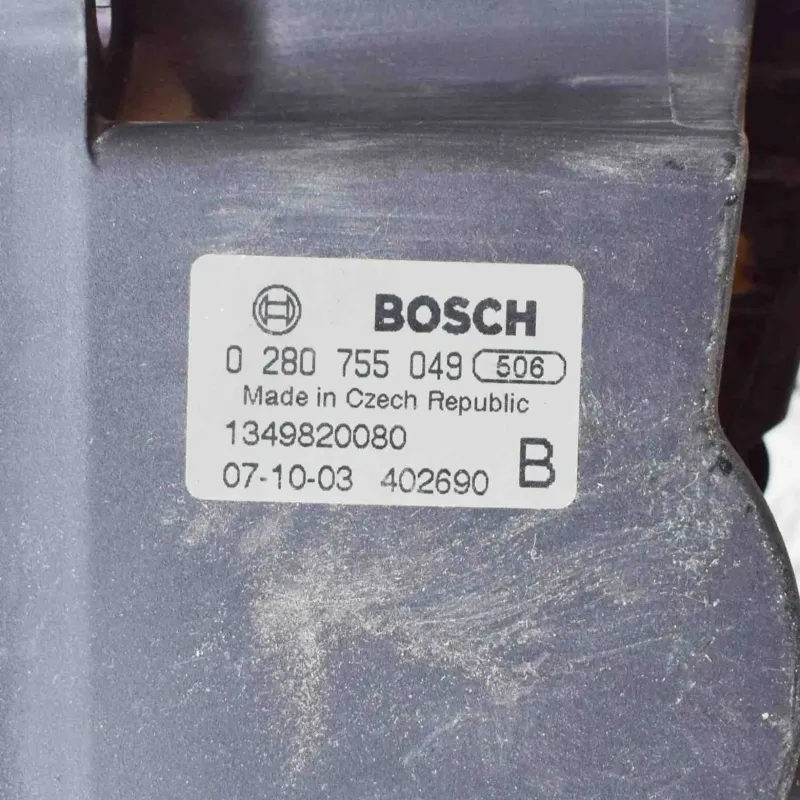 BOSCH
0 280 755 049 506
Made in Czech Republic
1349820080
07-10-03 402690 B